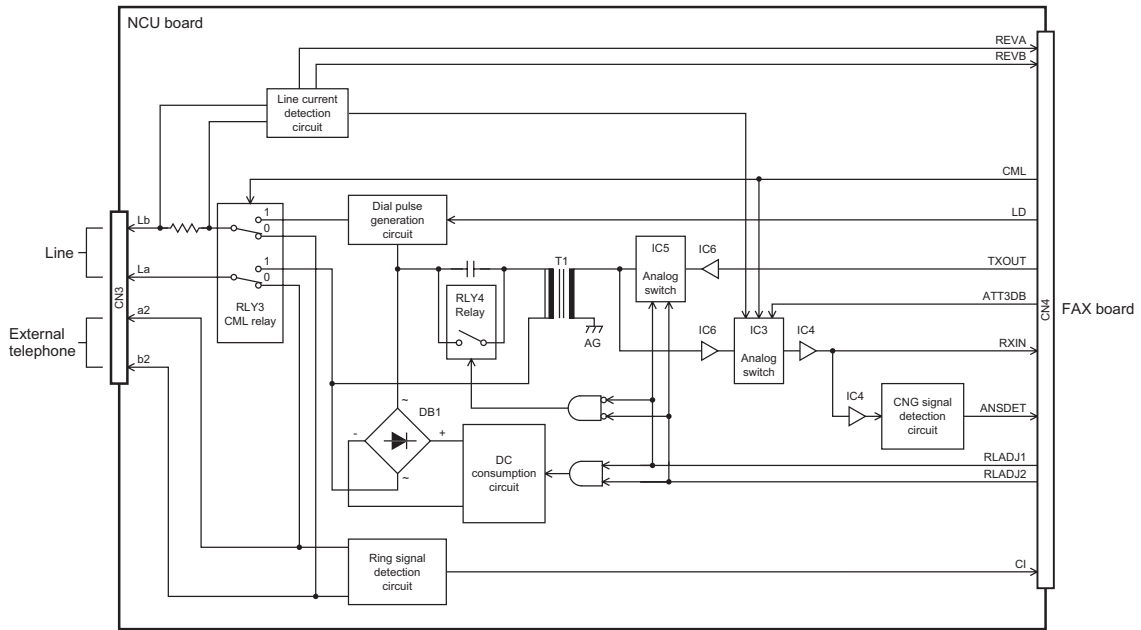 NCU board
REVA
REVB
Line current
detection
circuit
CML
Lb
1
0
Dial pulse
generation
circuit
LD
Line
La
1
0
RLY3
CML relay
CN3
T1
IC5
Analog
switch
IC6
TXOUT
RLY4
Relay
AG
ATT3DB
CN4
FAX board
External
telephone
a2
b2
IC6
IC3
Analog
switch
IC4
RXIN
IC4
CNG signal
detection
circuit
ANSDET
~
DB1
-
+
~
DC
consumption
circuit
RLADJ1
RLADJ2
Ring signal
detection
circuit
CI